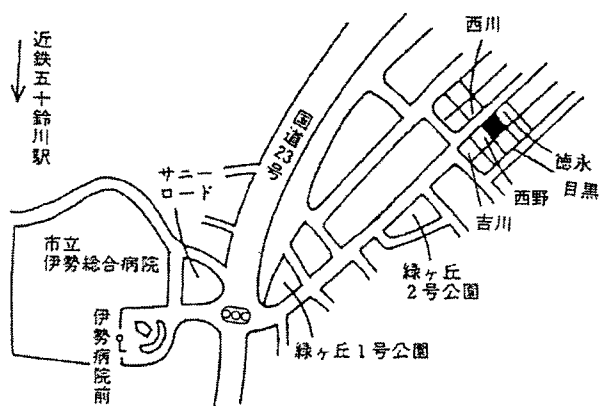 近鉄五十鈴川駅
西川
国道23号
サニー
ロード
徳永
目黒
西野
吉川
市立
伊勢総合病院
緑ヶ丘
2号公園
伊勢病院前
緑ヶ丘1号公園